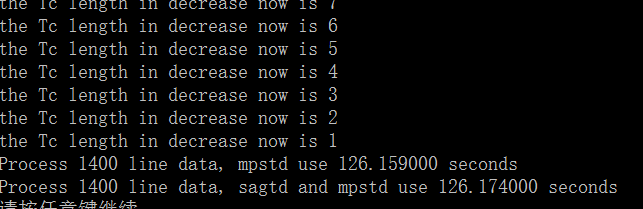 the Tc length in decrease now is 7
the Tc length in decrease now is 6
the Tc length in decrease now is 5
the Tc length in decrease now is 4
the Tc length in decrease now is 3
the Tc length in decrease now is 2
the Tc length in decrease now is 1
Process 1400 line data, mpstd use 126.159000 seconds
Process 1400 line data, sagtd and mpstd use 126.174000 seconds
请按任意键继续